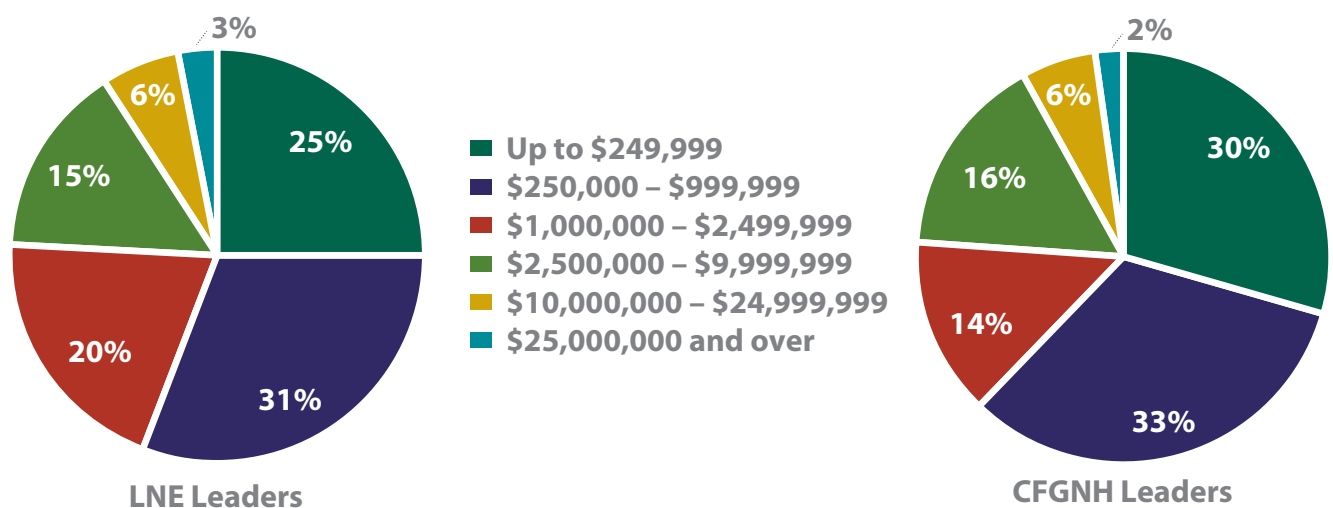 3%
6%
25%
15%
20%
31%
LNE Leaders
Up to $249,999
$250,000 – $999,999
$1,000,000 – $2,499,999
$2,500,000 – $9,999,999
$10,000,000 – $24,999,999
$25,000,000 and over
2%
6%
30%
16%
14%
33%
CFGNH Leaders